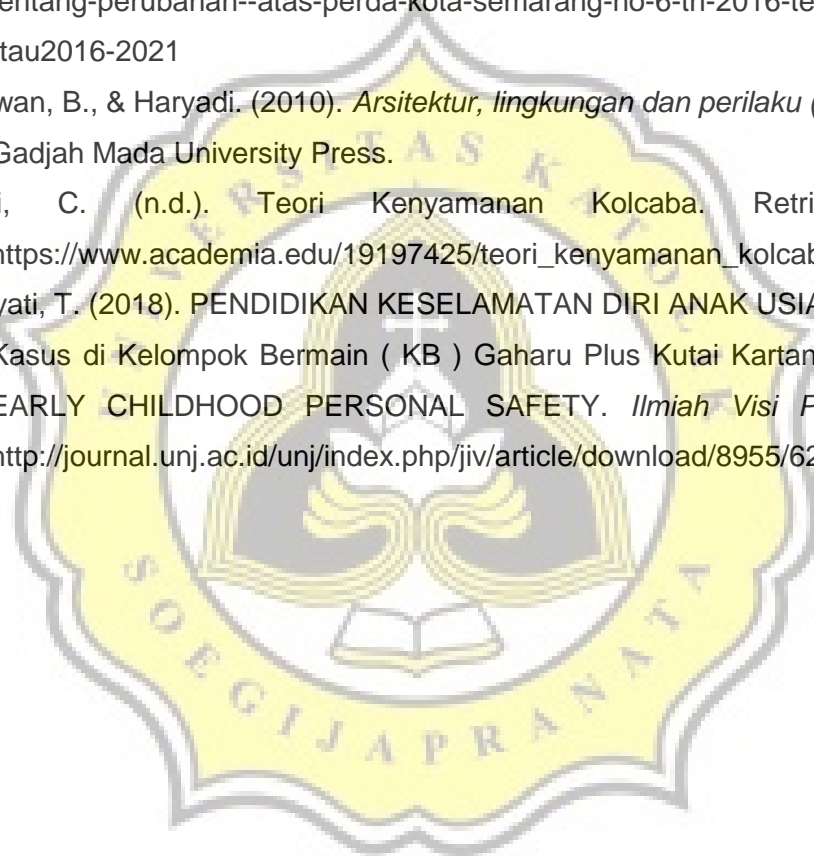 entang-perubahan--atas-perda-kota-semarang-no-6-th-2016-te
tau2016-2021
wan, B., & Haryadi. (2010). Arsitektur, lingkungan dan perilaku (
Gadjah Mada University Press.
i, C. (n.d.). Teori Kenyamanan Kolcaba. Retri
https://www.academia.edu/19197425/teori_kenyamanan_kolcab
yati, T. (2018). PENDIDIKAN KESELAMATAN DIRI ANAK USIA
Kasus di Kelompok Bermain ( KB ) Gaharu Plus Kutai Kartan
EARLY CHILDHOOD PERSONAL SAFETY. Ilmiah Visi P
http://journal.unj.ac.id/unj/index.php/jiv/article/download/8955/62
UNIVERSITAS KATOLIK
SOEGIJAPRANATA